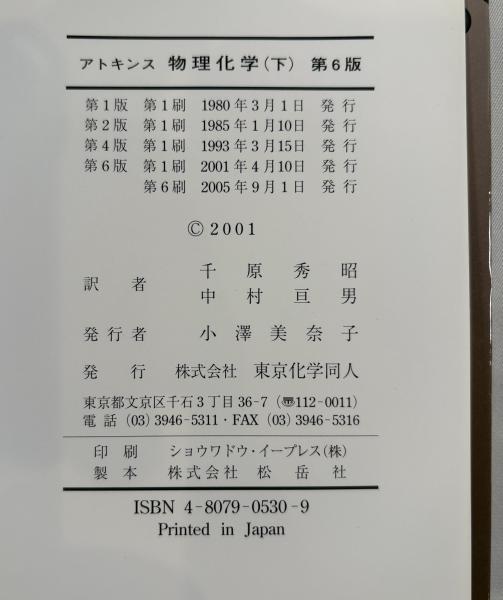 アトキンス 物理化学(下) 第6版
第1版 第1刷 1980年3月1日 発行
第2版 第1刷 1985年1月10日 発行
第4版 第1刷 1993年3月15日 発行
第6版 第1刷 2001年4月10日 発行
第6刷 2005年9月1日 発行
© 2001
訳者 千原秀昭
中村亘男
発行者 小澤美奈子
発行 株式会社 東京化学同人
東京都文京区千石3丁目36-7(〠112-0011)
電話 (03)3946-5311・FAX (03)3946-5316
印刷 ショウワドウ・イープレス(株)
製本 株式会社 松岳社
ISBN 4-8079-0530-9
Printed in Japan